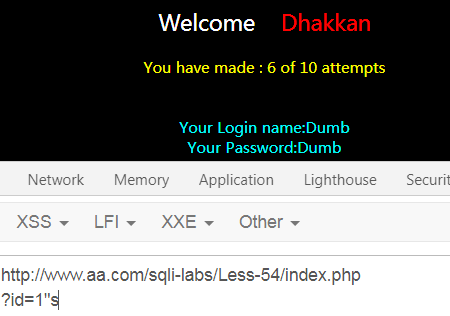 Welcome Dhakkan
You have made : 6 of 10 attempts
Your Login name:Dumb
Your Password:Dumb
Network Memory Application Lighthouse Securit
XSS LFI XXE Other
http://www.aa.com/sqli-labs/Less-54/index.php
?id=1"s